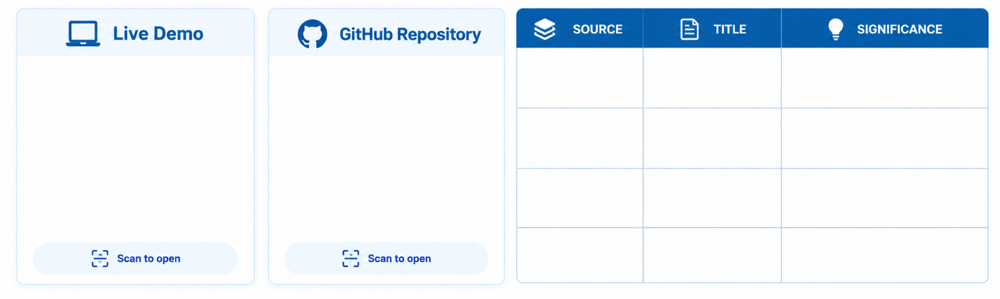 Live Demo
Scan to open
GitHub Repository
Scan to open
SOURCE
TITLE
SIGNIFICANCE